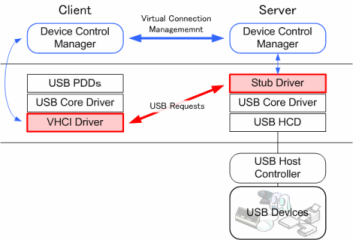 Client
Server
Virtual Connection
Managememnt
Device Control
Manager
Device Control
Manager
USB PDDs
USB Core Driver
VHCI Driver
USB Requests
Stub Driver
USB Core Driver
USB HCD
USB Host
Controller
USB Devices